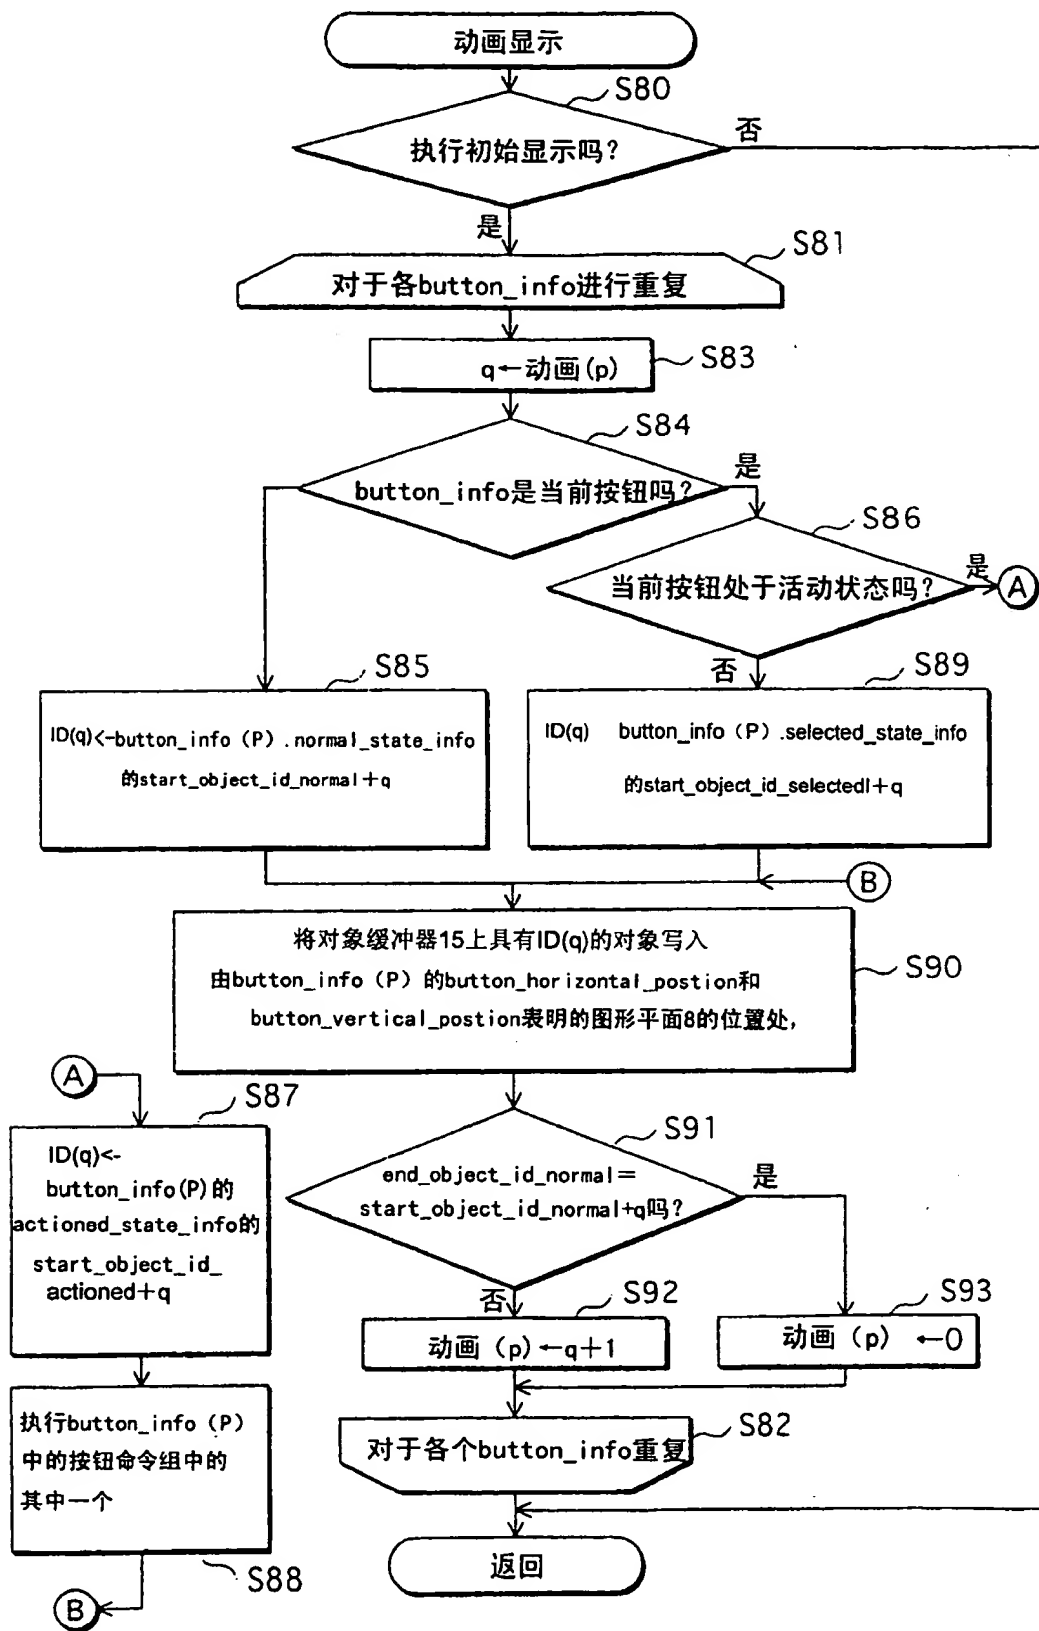 动画显示
S80
执行初始显示吗?
否
是
S81
对于各button_info进行重复
S83
q←动画(p)
S84
button_info是当前按钮吗?
是
S86
当前按钮处于活动状态吗?
是
A
否
S85
ID(q)<-button_info (P) .normal_state_info
的start_object_id_normal+q
S89
ID(q) button_info (P) .selected_state_info
的start_object_id_selectedl+q
B
将对象缓冲器15上具有ID(q)的对象写入
由button_info (P) 的button_horizontal_postion和
button_vertical_postion表明的图形平面8的位置处,
S90
A
S87
ID(q)<-
button_info(P)的
actioned_state_info的
start_object_id_
actioned+q
S91
end_object_id_normal=
start_object_id_normal+q吗?
是
否
S92
动画 (p)←q+1
S93
动画 (p) ←0
执行button_info (P)
中的按钮命令组中的
其中一个
S88
B
S82
对于各个button_info重复
返回